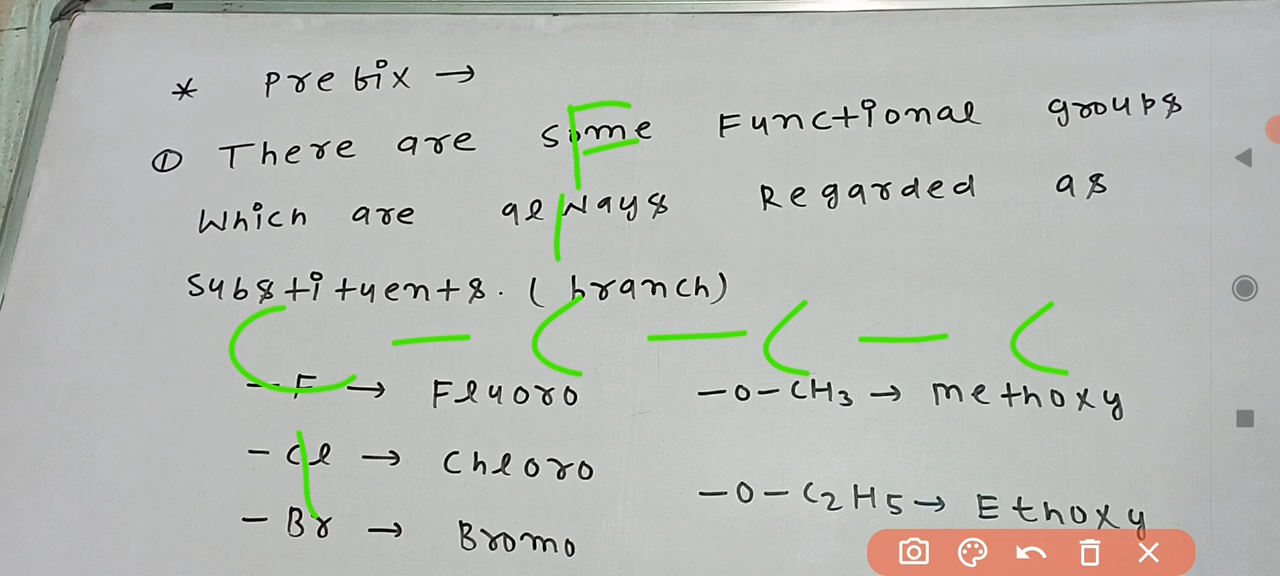 * Prefix →
① There are some Functional groups
Which are always Regarded as
Substituents. (branch)
F
C - C - C - C
- F → Fluoro
- Cl → Chloro
- Br → Bromo
- O - CH3 → methoxy
- O - C2H5 → Ethoxy